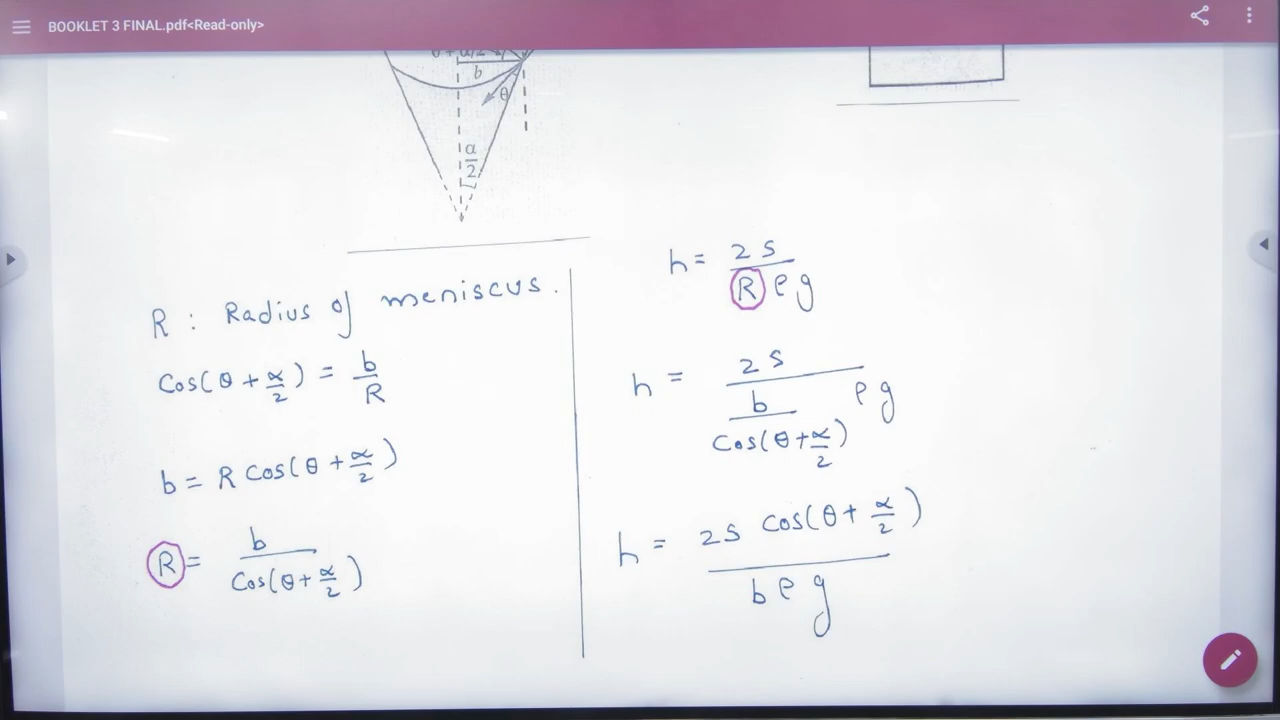 BOOKLET 3 FINAL.pdf<Read-only>
b
θ
α/2
R : Radius of meniscus.
Cos(θ + α/2) = b/R
b = R Cos(θ + α/2)
R = b/Cos(θ + α/2)
h = 2S/Rρg
h = 2S/(b/Cos(θ+α/2)) ρg
h = 2S Cos(θ + α/2)/bρg